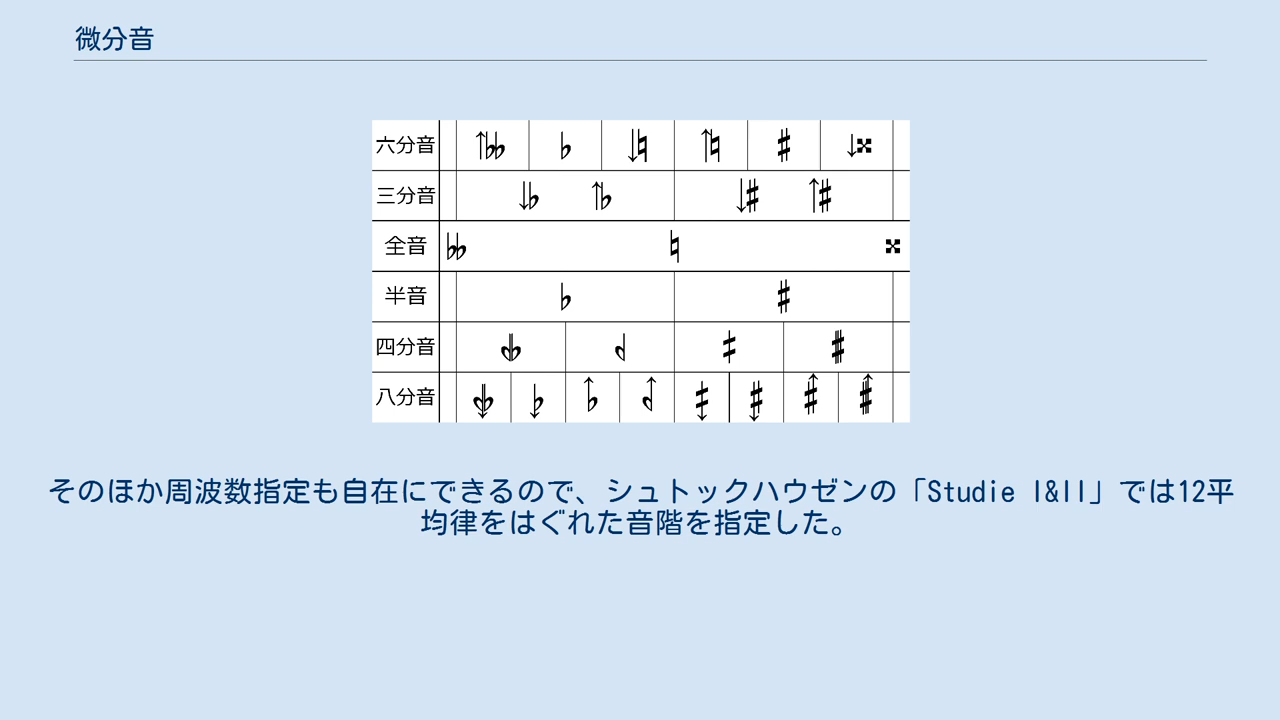 微分音
六分音
三分音
全音
半音
四分音
八分音
そのほか周波数指定も自在にできるので、シュトックハウゼンの「Studie I&II」では12平
均律をはぐれた音階を指定した。